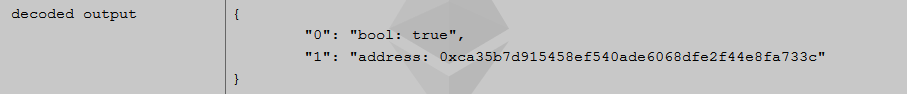 decoded output {
"0": "bool: true",
"1": "address: 0xca35b7d915458ef540ade6068dfe2f44e8fa733c"
}